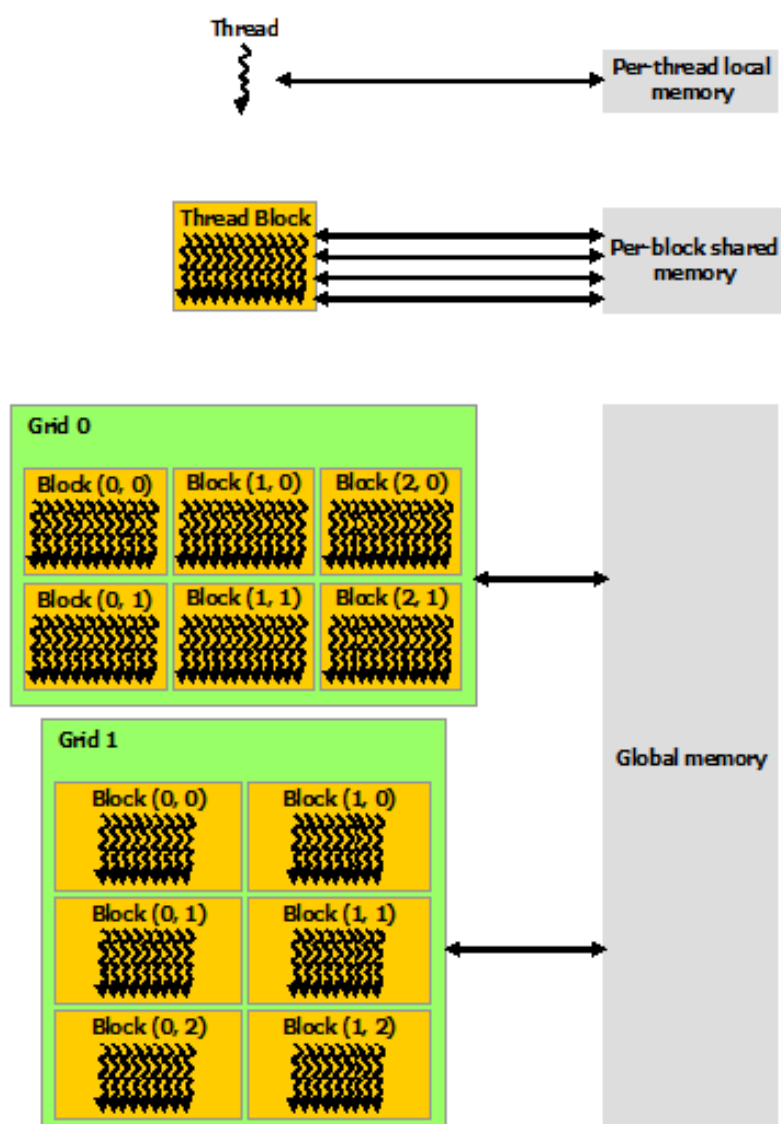 Thread
Per-thread local
memory
Thread Block
Per-block shared
memory
Grid 0
Block (0, 0)
Block (1, 0)
Block (2, 0)
Block (0, 1)
Block (1, 1)
Block (2, 1)
Grid 1
Block (0, 0)
Block (1, 0)
Block (0, 1)
Block (1, 1)
Block (0, 2)
Block (1, 2)
Global memory